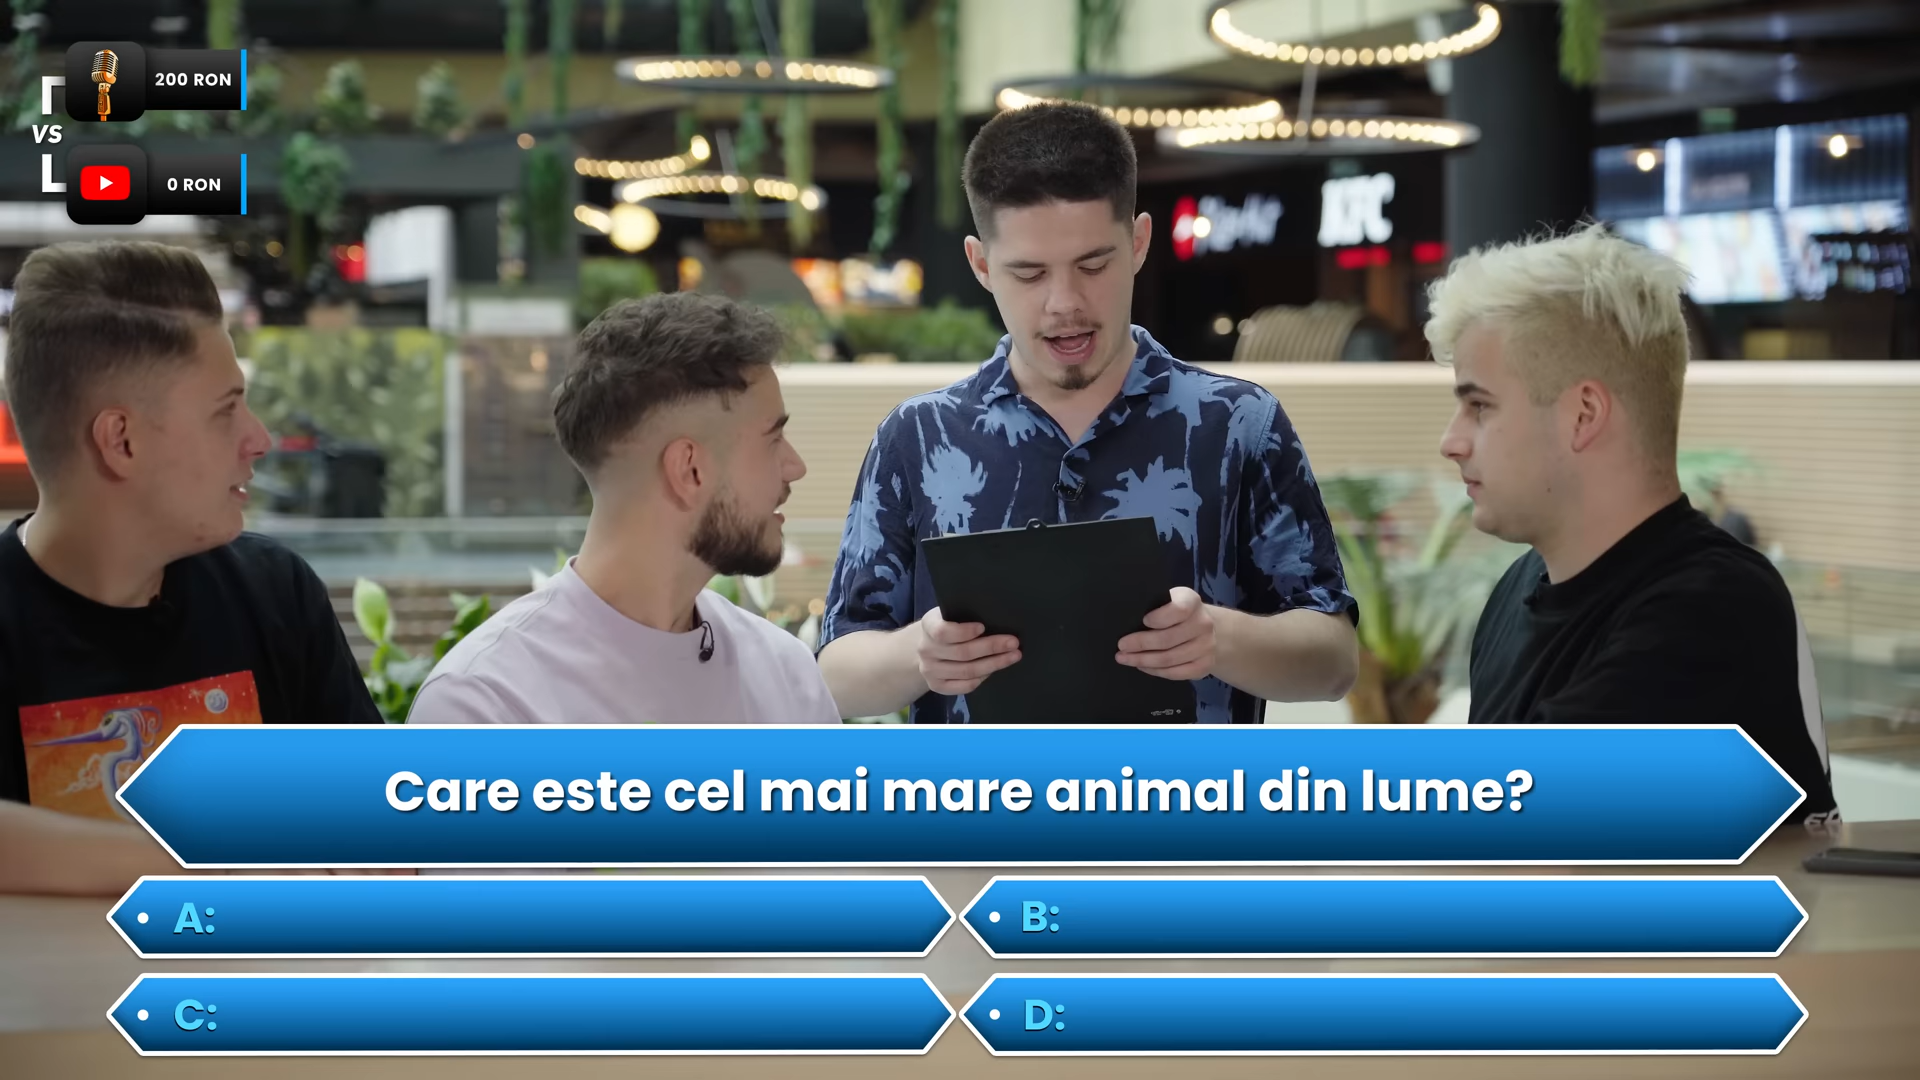 200 RON
VS
0 RON
KFC
Care este cel mai mare animal din lume?
A:
B:
C:
D: